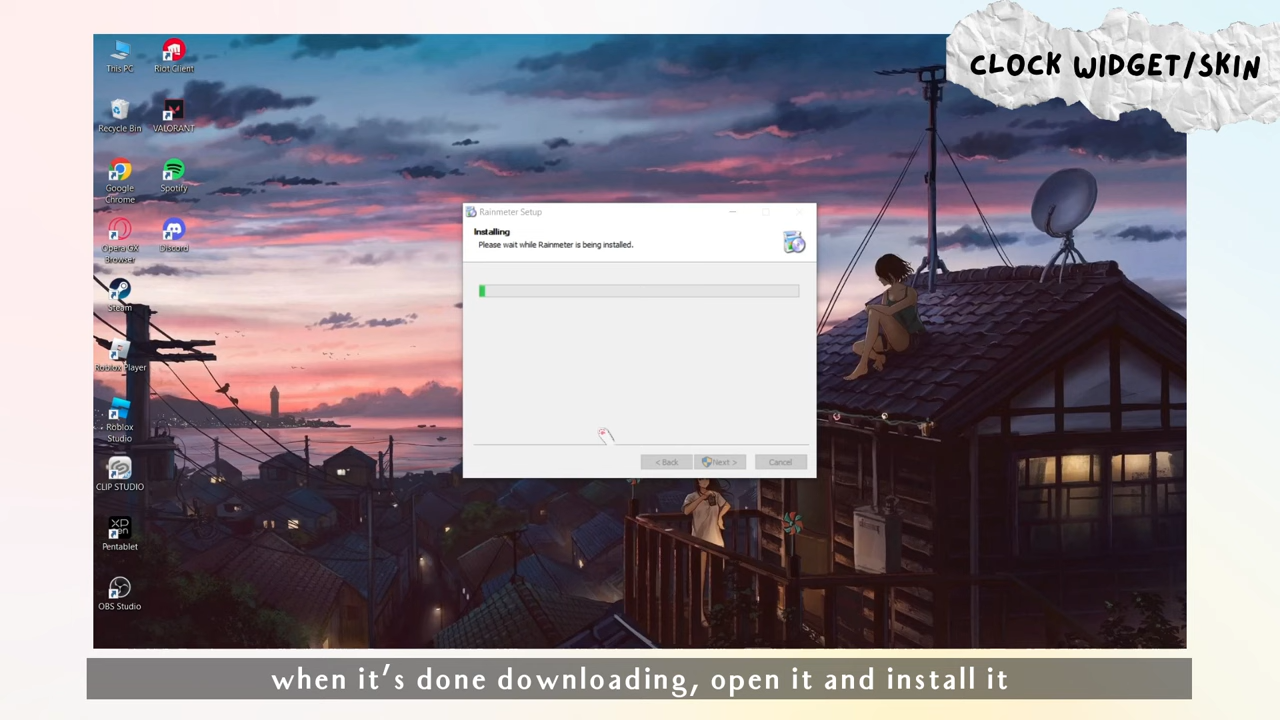 CLOCK WIDGET/SKIN
This PC
Riot Client
Recycle Bin
VALORANT
Google
Chrome
Spotify
Opera GX
Browser
Discord
Steam
Roblox Player
Roblox
Studio
CLIP STUDIO
XP
Pen
Pentablet
OBS Studio
Rainmeter Setup
Installing
Please wait while Rainmeter is being installed.
< Back
Next >
Cancel
when it's done downloading, open it and install it